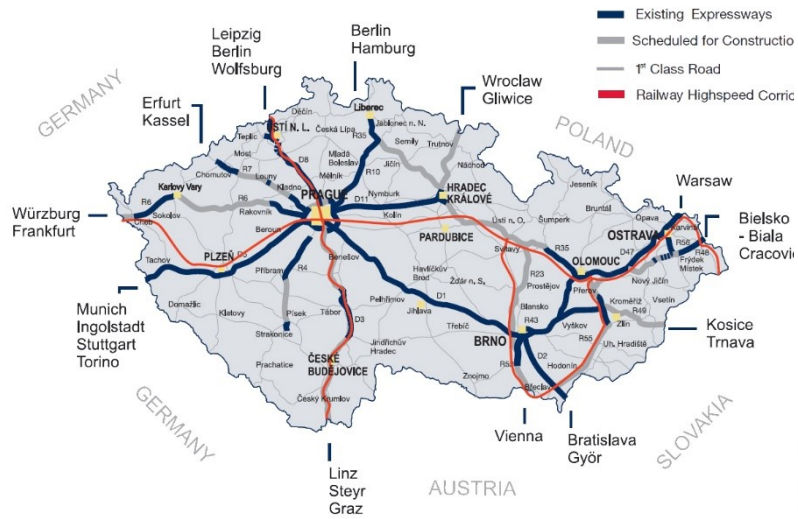 Existing Expressways
Scheduled for Constructio
1st Class Road
Railway Highspeed Corrid
Leipzig
Berlin
Wolfsburg
Berlin
Hamburg
Wroclaw
Gliwice
GERMANY
Erfurt
Kassel
POLAND
Würzburg
Frankfurt
Warsaw
Bielsko
- Biala
Cracovic
Munich
Ingolstadt
Stuttgart
Torino
Kosice
Trnava
GERMANY
SLOVAKIA
Vienna
Bratislava
Györ
Linz
Steyr
Graz
AUSTRIA
Děčín
ÚSTÍ N. L.
Teplic
Česká Lípa
Liberec
Jablonec n. N.
R35
Semily
Trutnov
Most
D8
Mladá
Boleslav
R10
Jičín
Náchod
Chomutov
R7
Louny
Mělník
Kladno
Karlovy Vary
R6
Sokolov
Cheb
R6
Rakovník
PRAGUE
D11
Nymburk
HRADEC
KRÁLOVÉ
Kolín
Beroun
PARDUBICE
Ústí n. O.
Šumperk
Jeseník
Bruntál
Opava
OSTRAVA
Karviná
R56
R48
Frýdek
Místek
Tachov
PLZEŇ
D5
Příbram
R4
Benešov
Svitavy
R35
OLOMOUC
D47
Nový Jičín
Havlíčkův
Brod
Žďár n. S.
R23
Prostějov
Přerov
Domažlic
Klatovy
Písek
Tábor
Pelhřimov
D1
Jihlava
Blansko
Kroměříž
Vsetín
Strakonice
D3
Třebíč
R43
BRNO
Vyškov
R49
Zlín
R55
Uh. Hradiště
Prachatice
ČESKÉ
BUDĚJOVICE
Jindřichův
Hradec
Znojmo
D2
Hodonín
Břeclav
Český Krumlov